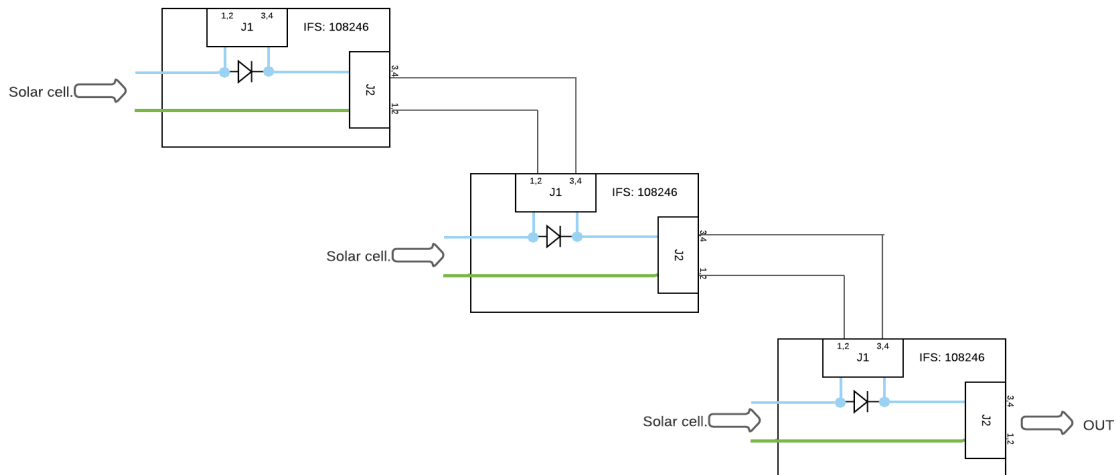 1,2 3,4
J1 IFS: 108246
Solar cell.
J2
3,4
1,2
1,2 3,4
J1 IFS: 108246
Solar cell.
J2
3,4
1,2
1,2 3,4
J1 IFS: 108246
Solar cell.
J2
3,4
1,2
OUT